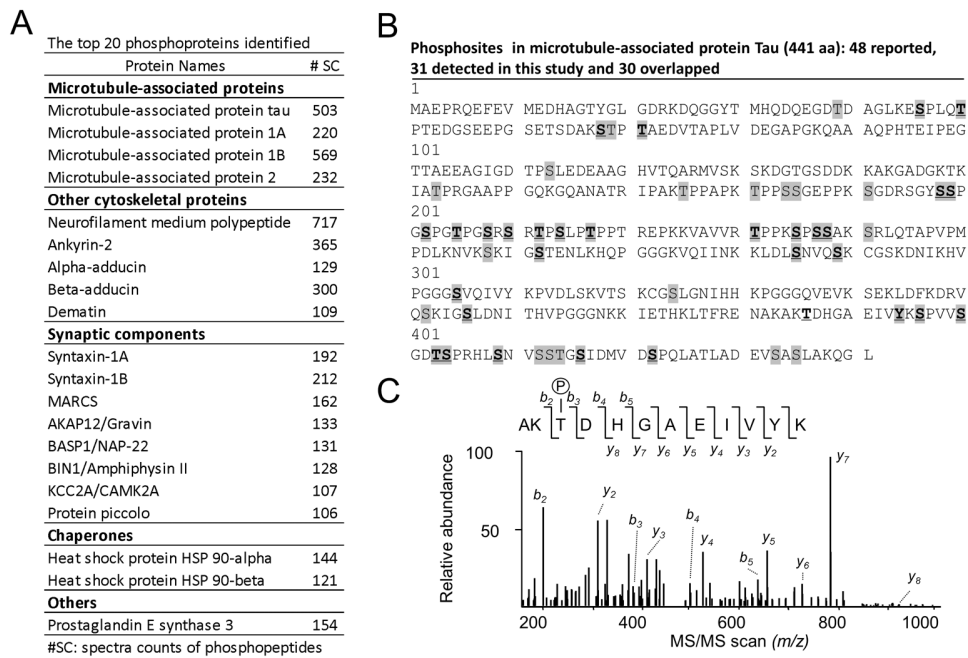 A
The top 20 phosphoproteins identified
Protein Names # SC
Microtubule-associated proteins
Microtubule-associated protein tau 503
Microtubule-associated protein 1A 220
Microtubule-associated protein 1B 569
Microtubule-associated protein 2 232
Other cytoskeletal proteins
Neurofilament medium polypeptide 717
Ankyrin-2 365
Alpha-adducin 129
Beta-adducin 300
Dematin 109
Synaptic components
Syntaxin-1A 192
Syntaxin-1B 212
MARCS 162
AKAP12/Gravin 133
BASP1/NAP-22 131
BIN1/Amphiphysin II 128
KCC2A/CAMK2A 107
Protein piccolo 106
Chaperones
Heat shock protein HSP 90-alpha 144
Heat shock protein HSP 90-beta 121
Others
Prostaglandin E synthase 3 154
#SC: spectra counts of phosphopeptides
B
Phosphosites in microtubule-associated protein Tau (441 aa): 48 reported,
31 detected in this study and 30 overlapped
1
MAEPRQEFEV MEDHAGTYGL GDRKDQGGYT MHQDQEGDTD AGLKESPLQT
PTEDGSEEPG SETSDAKSTP TAEDVTAPLV DEGAPGKQAA AQPHTEIPEG
101
TTAEEAGIGD TPSLEDEAAG HVTQARMVSK SKDGTGSDDK KAKGADGKTK
IATPRGAAPP GQKGQANATR IPAKTPPAPK TPPSSGEPPK SGDRSGYSSP
201
GSPGTPGSRS RTPSLPTPPT REPKKVAVVR TPPKSPSSAK SRLQTAPVPM
PDLKNVKSKI GSTENLKHQP GGGKVQIINK KLDLSNVQSK CGSKDNIKHV
301
PGGGSVQIVY KPVDLSKVTS KCGSLGNIHH KPGGGQVEVK SEKLDFKDRV
QSKIGSLDNI THVPGGGNKK IETHKLTFRE NAKAKTDHGA EIVYKSPVVS
401
GDTSPRHLSN VSSTGSIDMV DSPQLATLAD EVSASLAKQG L
C
P
b2 b3 b4 b5
AK T D H G A E I V Y K
y8 y7 y6 y5 y4 y3 y2
Relative abundance
100
50
b2
y2
b3
y3
b4
y4
b5
y5
y6
y7
y8
200 400 600 800 1000
MS/MS scan (m/z)